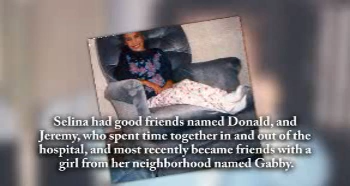 Selina had good friends named Donald, and
Jeremy, who spent time together in and out of the
hospital, and most recently became friends with a
girl from her neighborhood named Gabby.